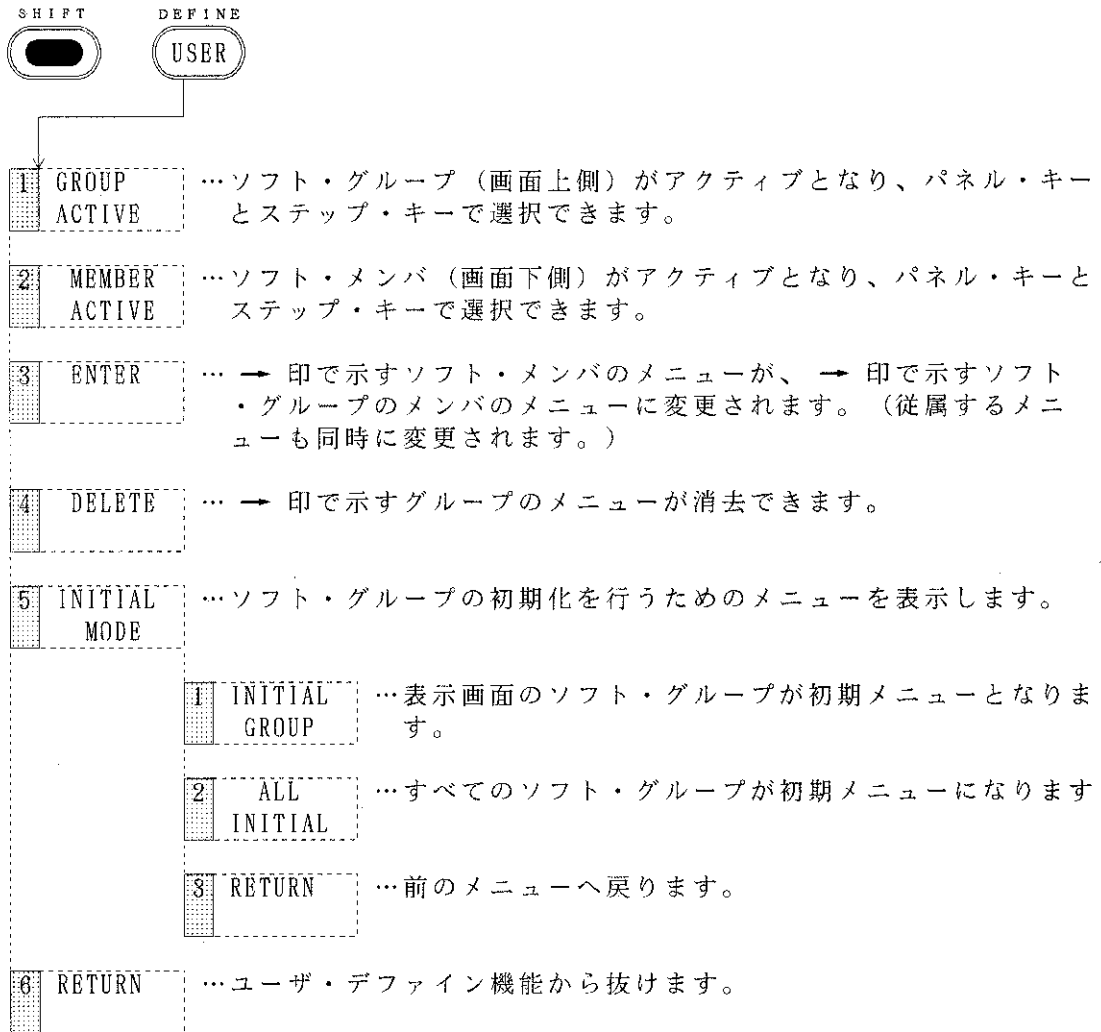 SHIFT DEFINE
USER
1 GROUP …ソフト・グループ（画面上側）がアクティブとなり、パネル・キー
ACTIVE とステップ・キーで選択できます。
2 MEMBER …ソフト・メンバ（画面下側）がアクティブとなり、パネル・キーと
ACTIVE ステップ・キーで選択できます。
3 ENTER … → 印で示すソフト・メンバのメニューが、 → 印で示すソフト
・グループのメンバのメニューに変更されます。（従属するメニ
ューも同時に変更されます。）
4 DELETE … → 印で示すグループのメニューが消去できます。
5 INITIAL …ソフト・グループの初期化を行うためのメニューを表示します。
MODE
1 INITIAL …表示画面のソフト・グループが初期メニューとなりま
GROUP す。
2 ALL …すべてのソフト・グループが初期メニューになります
INITIAL
3 RETURN …前のメニューへ戻ります。
6 RETURN …ユーザ・デファイン機能から抜けます。